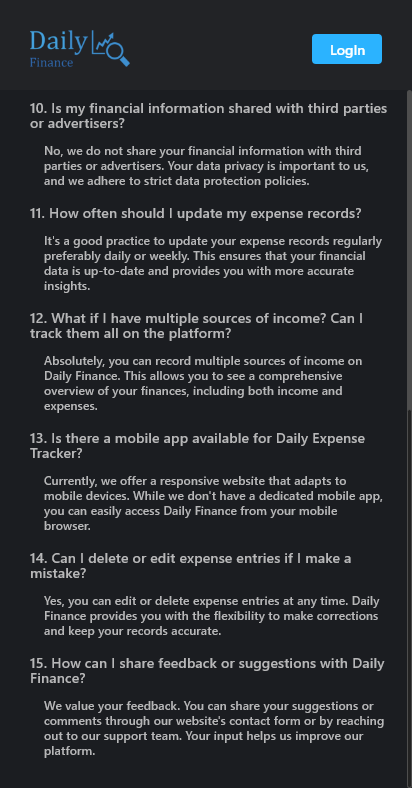 Daily
Finance
LogIn
10. Is my financial information shared with third parties
or advertisers?
No, we do not share your financial information with third
parties or advertisers. Your data privacy is important to us,
and we adhere to strict data protection policies.
11. How often should I update my expense records?
It's a good practice to update your expense records regularly
preferably daily or weekly. This ensures that your financial
data is up-to-date and provides you with more accurate
insights.
12. What if I have multiple sources of income? Can I
track them all on the platform?
Absolutely, you can record multiple sources of income on
Daily Finance. This allows you to see a comprehensive
overview of your finances, including both income and
expenses.
13. Is there a mobile app available for Daily Expense
Tracker?
Currently, we offer a responsive website that adapts to
mobile devices. While we don't have a dedicated mobile app,
you can easily access Daily Finance from your mobile
browser.
14. Can I delete or edit expense entries if I make a
mistake?
Yes, you can edit or delete expense entries at any time. Daily
Finance provides you with the flexibility to make corrections
and keep your records accurate.
15. How can I share feedback or suggestions with Daily
Finance?
We value your feedback. You can share your suggestions or
comments through our website's contact form or by reaching
out to our support team. Your input helps us improve our
platform.